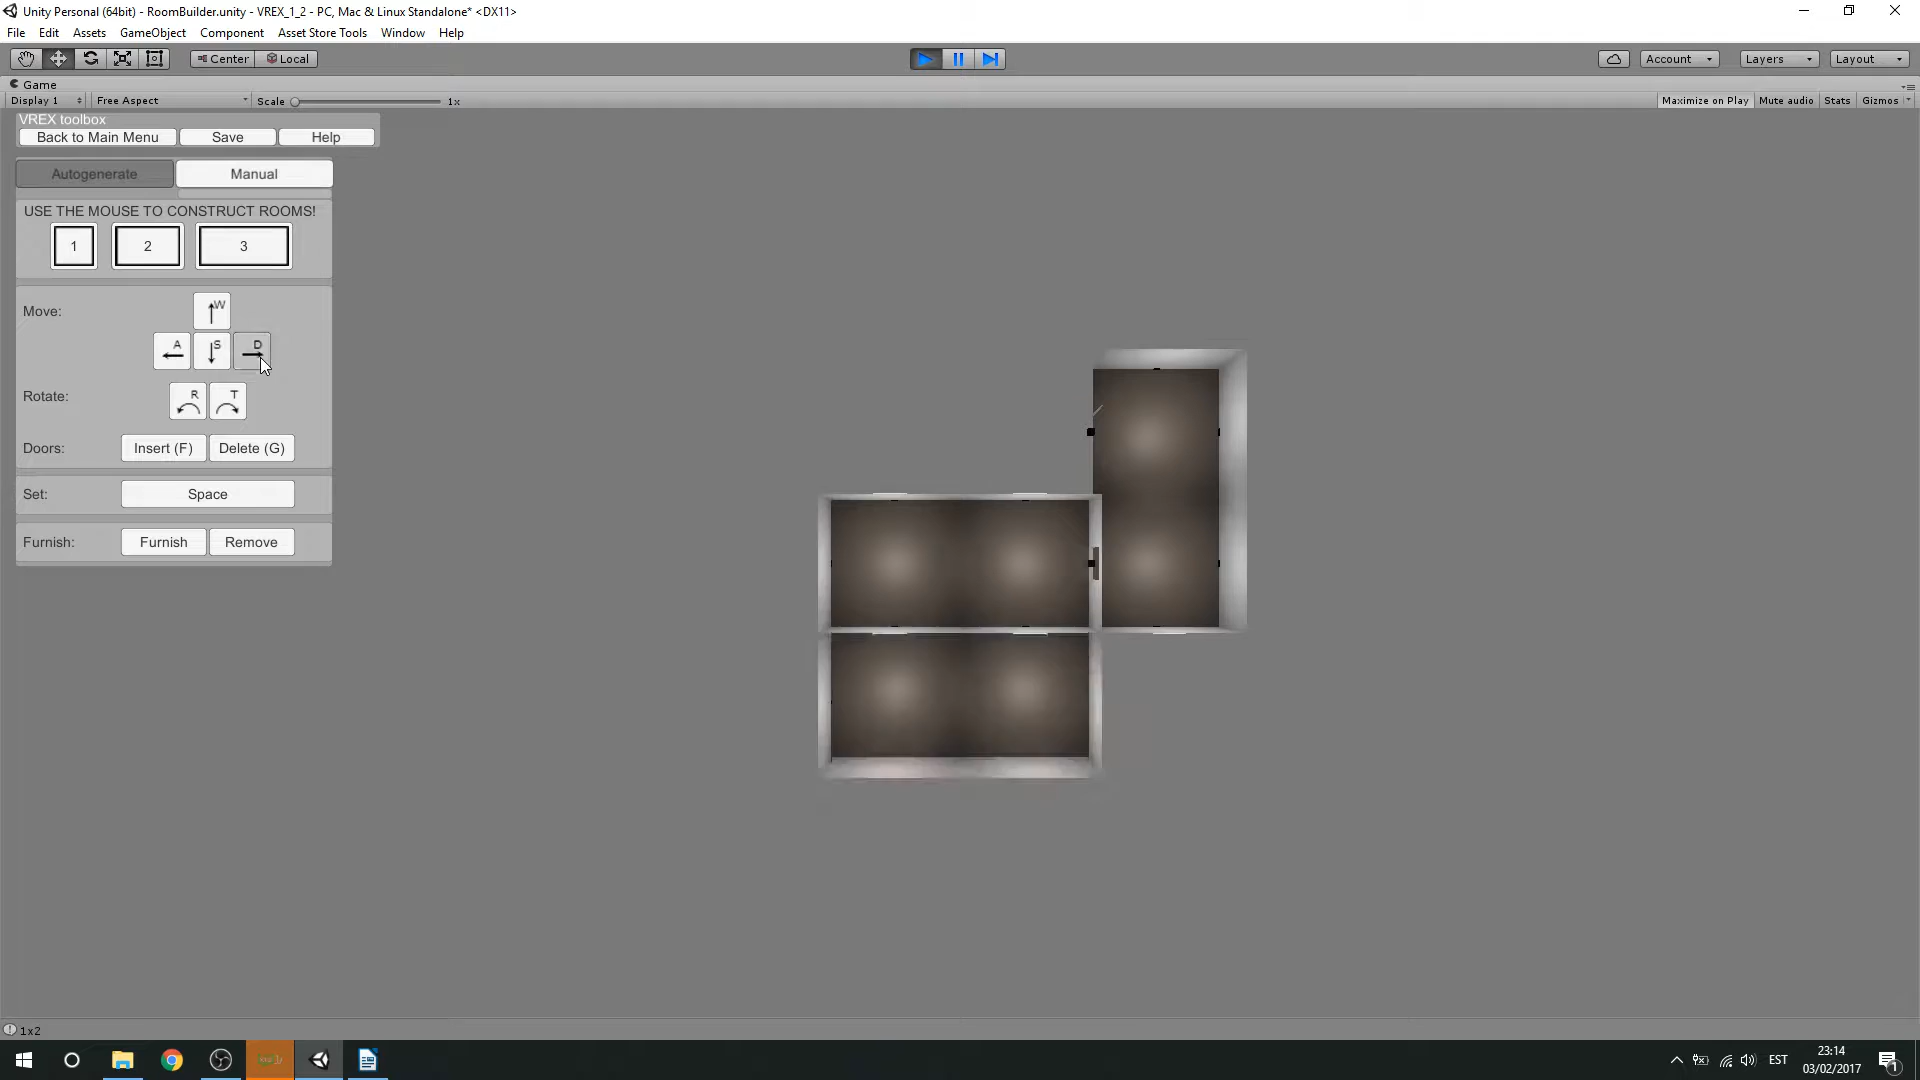 Unity Personal (64bit) - RoomBuilder.unity - VREX_1_2 - PC, Mac & Linux Standalone* <DX11>
File Edit Assets GameObject Component Asset Store Tools Window Help
Center Local Account Layers Layout
Game
Display 1 Free Aspect Scale 1x Maximize on Play Mute audio Stats Gizmos
VREX toolbox
Back to Main Menu Save Help
Autogenerate Manual
USE THE MOUSE TO CONSTRUCT ROOMS!
1 2 3
Move: W
A S D
Rotate: R T
Doors: Insert (F) Delete (G)
Set: Space
Furnish: Furnish Remove
1x2
EST
23:14
03/02/2017
1